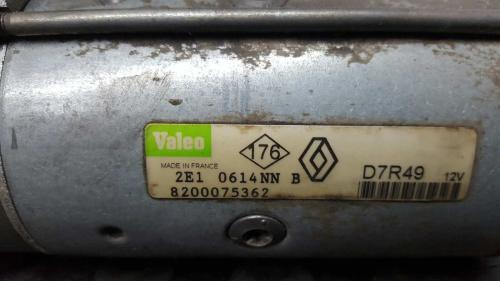 Valeo
MADE IN FRANCE
176
2E1 0614NN B
8200075362
D7R49
12V